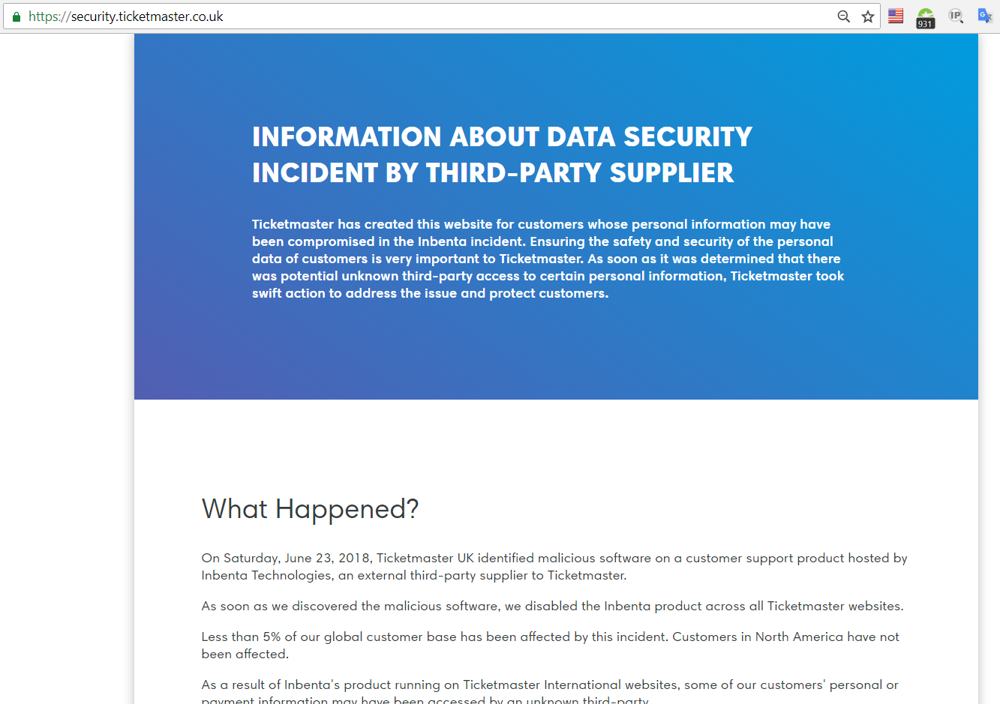 https://security.ticketmaster.co.uk
931
IP
G
INFORMATION ABOUT DATA SECURITY
INCIDENT BY THIRD-PARTY SUPPLIER
Ticketmaster has created this website for customers whose personal information may have
been compromised in the Inbenta incident. Ensuring the safety and security of the personal
data of customers is very important to Ticketmaster. As soon as it was determined that there
was potential unknown third-party access to certain personal information, Ticketmaster took
swift action to address the issue and protect customers.
What Happened?
On Saturday, June 23, 2018, Ticketmaster UK identified malicious software on a customer support product hosted by
Inbenta Technologies, an external third-party supplier to Ticketmaster.
As soon as we discovered the malicious software, we disabled the Inbenta product across all Ticketmaster websites.
Less than 5% of our global customer base has been affected by this incident. Customers in North America have not
been affected.
As a result of Inbenta's product running on Ticketmaster International websites, some of our customers' personal or
payment information may have been accessed by an unknown third-party.